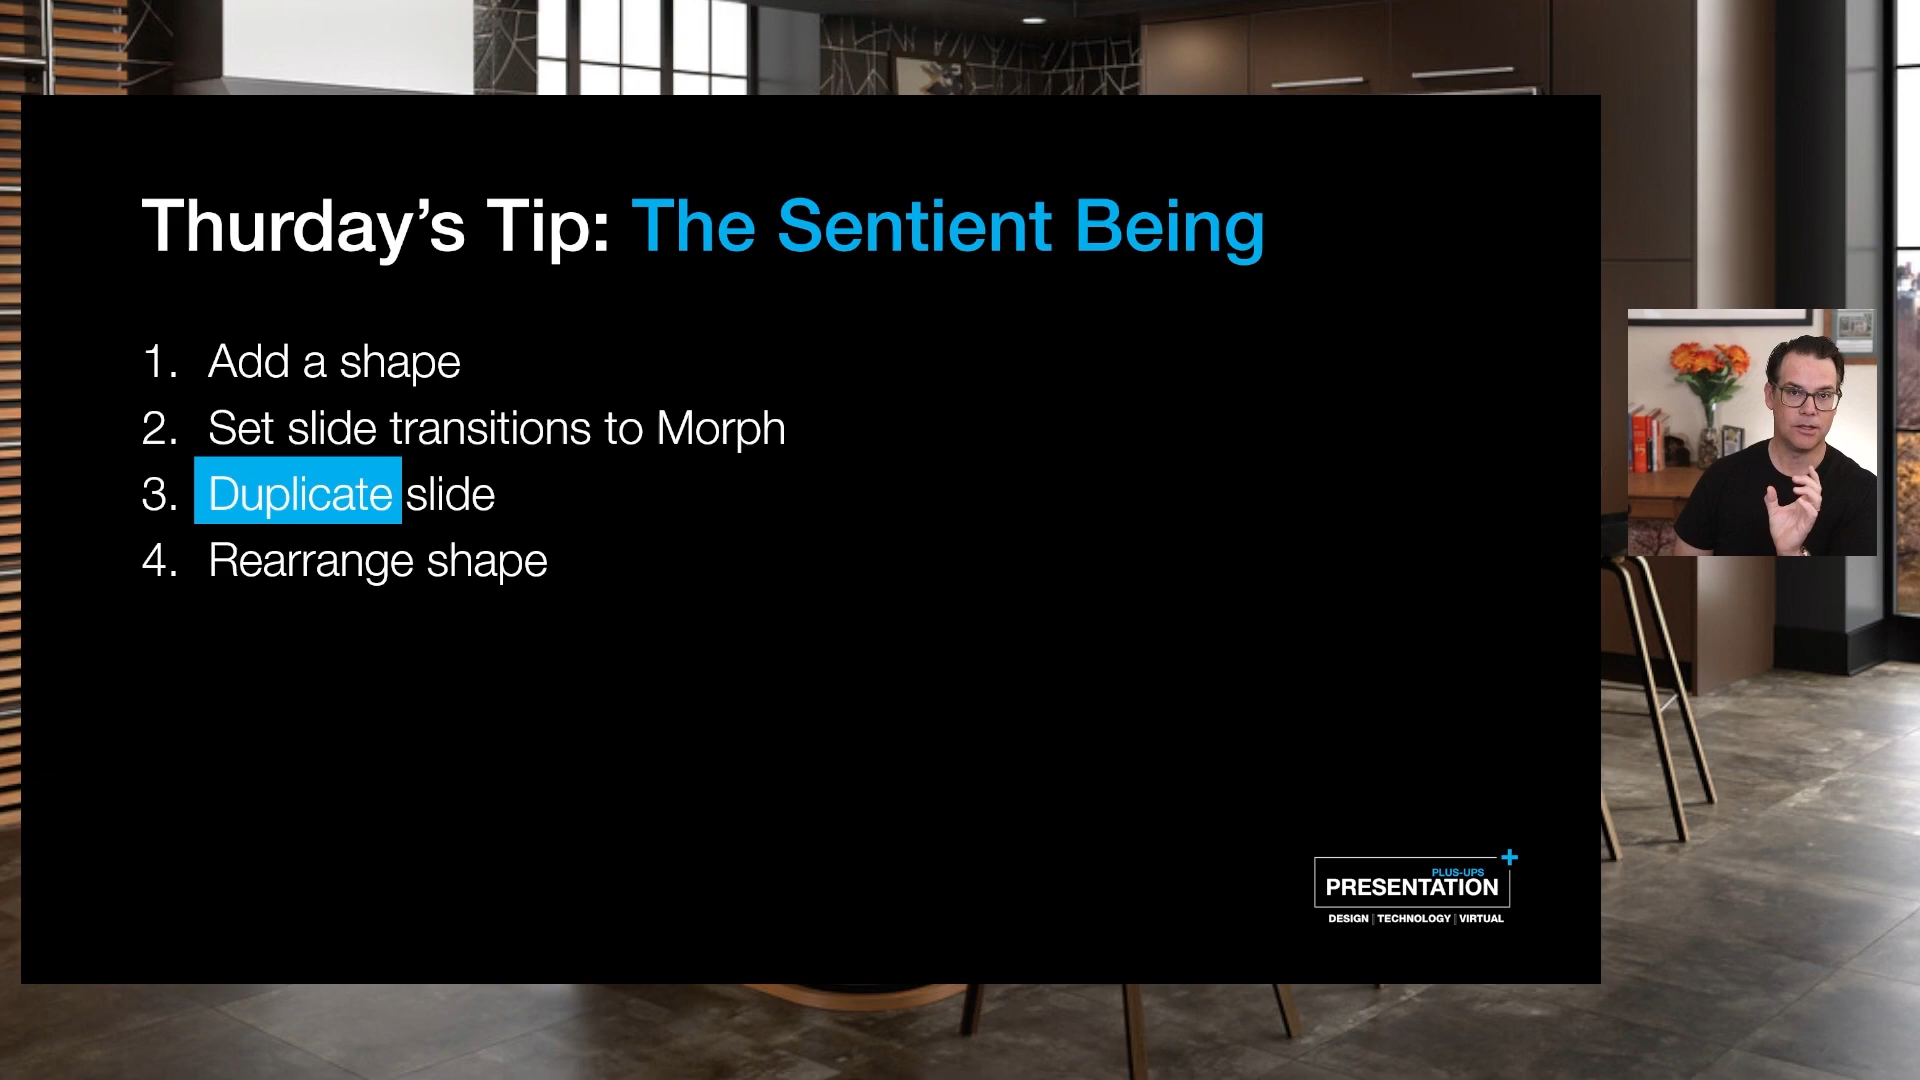 Thurday's Tip: The Sentient Being
1. Add a shape
2. Set slide transitions to Morph
3. Duplicate slide
4. Rearrange shape
PLUS-UPS
PRESENTATION
DESIGN | TECHNOLOGY | VIRTUAL